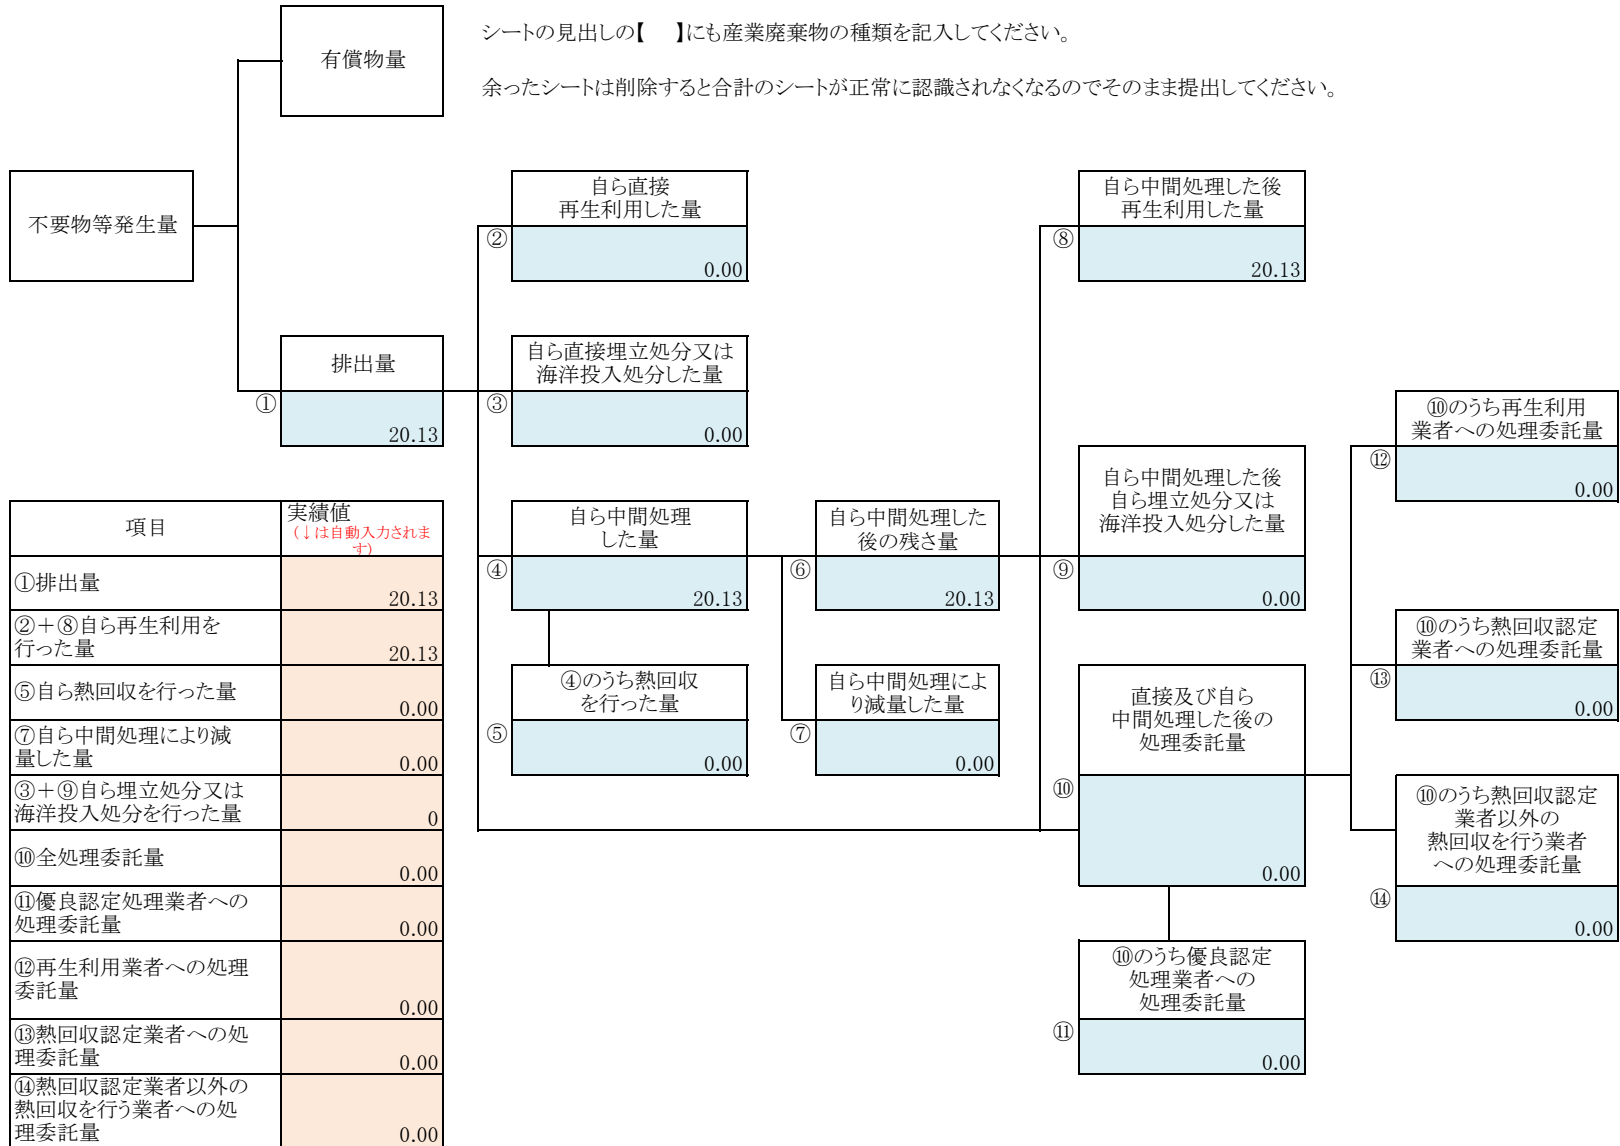 シートの見出しの【　】にも産業廃棄物の種類を記入してください。
有償物量
余ったシートは削除すると合計のシートが正常に認識されなくなるのでそのまま提出してください。
不要物等発生量
自ら直接
再生利用した量
②
0.00
自ら中間処理した後
再生利用した量
⑧
20.13
排出量
①
20.13
自ら直接埋立処分又は
海洋投入処分した量
③
0.00
⑩のうち再生利用
業者への処理委託量
⑫
0.00
自ら中間処理
した量
④
20.13
自ら中間処理した
後の残さ量
⑥
20.13
自ら中間処理した後
自ら埋立処分又は
海洋投入処分した量
⑨
0.00
⑩のうち熱回収認定
業者への処理委託量
⑬
0.00
④のうち熱回収
を行った量
⑤
0.00
自ら中間処理によ
り減量した量
⑦
0.00
直接及び自ら
中間処理した後の
処理委託量
⑩
0.00
⑩のうち熱回収認定
業者以外の
熱回収を行う業者
への処理委託量
⑭
0.00
⑩のうち優良認定
処理業者への
処理委託量
⑪
0.00
項目
実績値
(↓は自動入力されま
す)
①排出量
20.13
②＋⑧自ら再生利用を
行った量
20.13
⑤自ら熱回収を行った量
0.00
⑦自ら中間処理により減
量した量
0.00
③＋⑨自ら埋立処分又は
海洋投入処分を行った量
0
⑩全処理委託量
0.00
⑪優良認定処理業者への
処理委託量
0.00
⑫再生利用業者への処理
委託量
0.00
⑬熱回収認定業者への処
理委託量
0.00
⑭熱回収認定業者以外の
熱回収を行う業者への処
理委託量
0.00